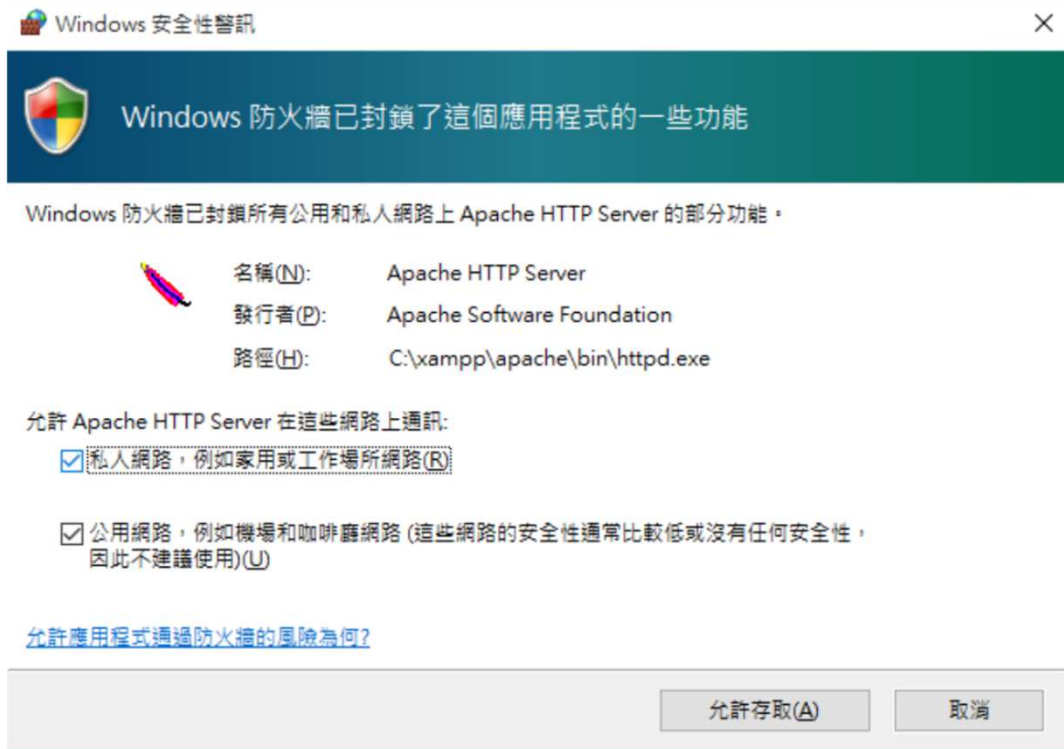 Windows 安全性警訊
Windows 防火牆已封鎖了這個應用程式的一些功能
Windows 防火牆已封鎖所有公用和私人網路上 Apache HTTP Server 的部分功能。
名稱(N): Apache HTTP Server
發行者(P): Apache Software Foundation
路徑(H): C:\xampp\apache\bin\httpd.exe
允許 Apache HTTP Server 在這些網路上通訊:
私人網路，例如家用或工作場所網路(R)
公用網路，例如機場和咖啡廳網路 (這些網路的安全性通常比較低或沒有任何安全性，
因此不建議使用)(U)
允許應用程式通過防火牆的風險為何?
允許存取(A) 取消